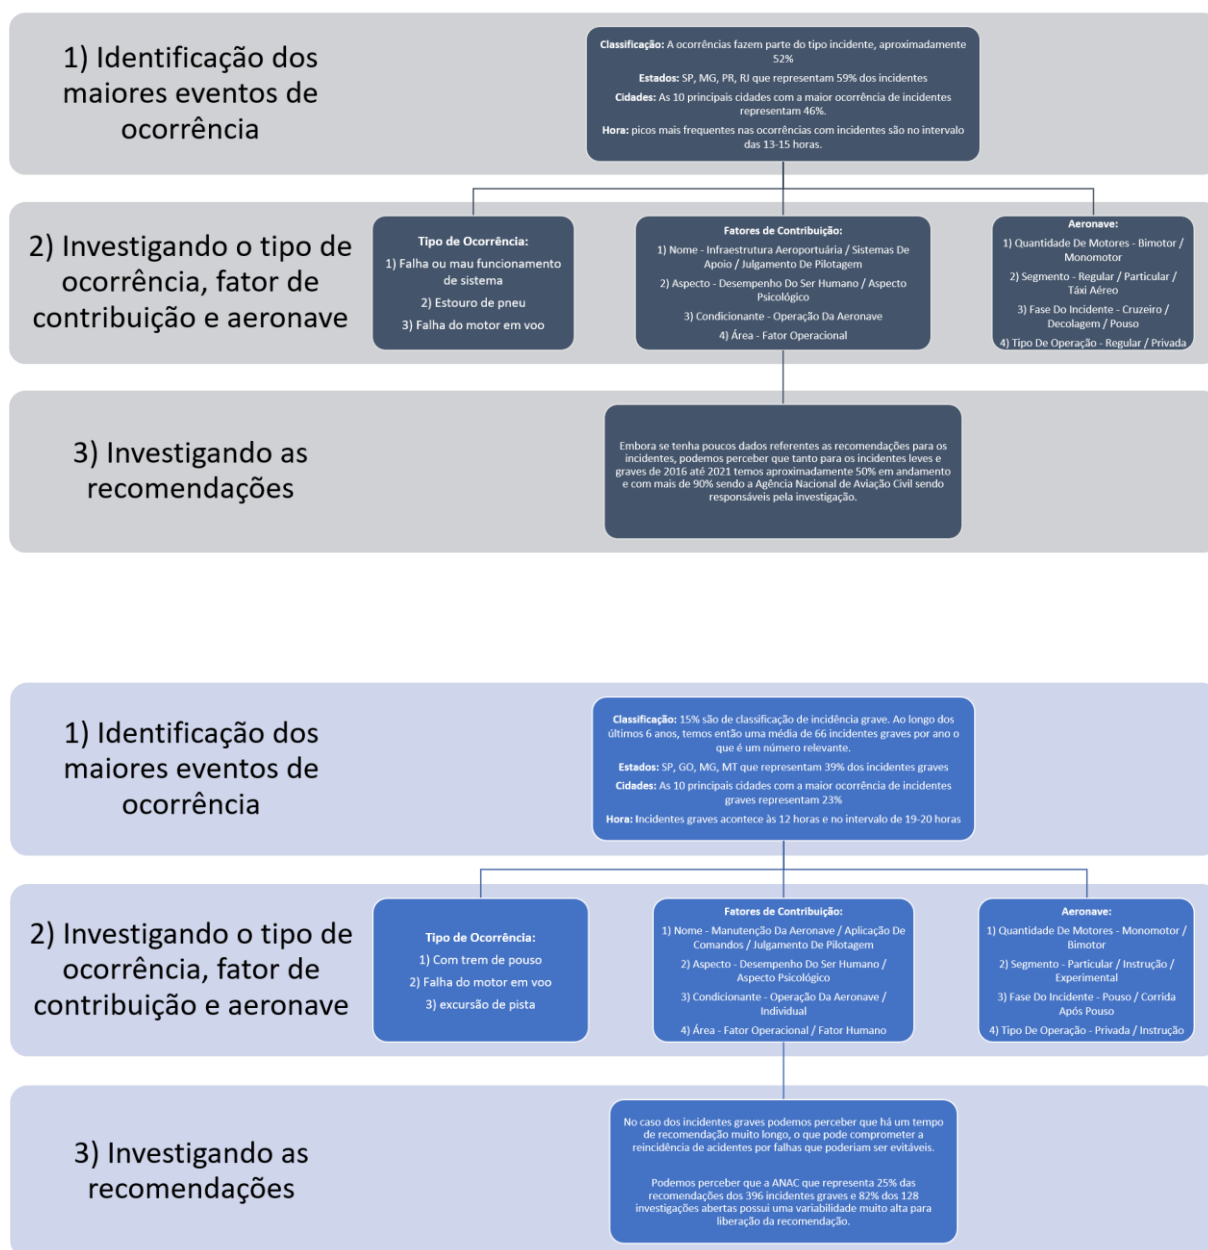 1) Identificação dos
maiores eventos de
ocorrência
Classificação: A ocorrências fazem parte do tipo incidente, aproximadamente
52%
Estados: SP, MG, PR, RJ que representam 59% dos incidentes
Cidades: As 10 principais cidades com a maior ocorrência de incidentes
representam 46%.
Hora: picos mais frequentes nas ocorrências com incidentes são no intervalo
das 13-15 horas.
2) Investigando o tipo de
ocorrência, fator de
contribuição e aeronave
Tipo de Ocorrência:
1) Falha ou mau funcionamento
de sistema
2) Estouro de pneu
3) Falha do motor em voo
Fatores de Contribuição:
1) Nome - Infraestrutura Aeroportuária / Sistemas De
Apoio / Julgamento De Pilotagem
2) Aspecto - Desempenho Do Ser Humano / Aspecto
Psicológico
3) Condicionante - Operação Da Aeronave
4) Área - Fator Operacional
Aeronave:
1) Quantidade De Motores - Bimotor /
Monomotor
2) Segmento - Regular / Particular /
Táxi Aéreo
3) Fase Do Incidente - Cruzeiro /
Decolagem / Pouso
4) Tipo De Operação - Regular / Privada
3) Investigando as
recomendações
Embora se tenha poucos dados referentes as recomendações para os
incidentes, podemos perceber que tanto para os incidentes leves e
graves de 2016 até 2021 temos aproximadamente 50% em andamento
e com mais de 90% sendo a Agência Nacional de Aviação Civil sendo
responsáveis pela investigação.
1) Identificação dos
maiores eventos de
ocorrência
Classificação: 15% são de classificação de incidência grave. Ao longo dos
últimos 6 anos, temos então uma média de 66 incidentes graves por ano o
que é um número relevante.
Estados: SP, GO, MG, MT que representam 39% dos incidentes graves
Cidades: As 10 principais cidades com a maior ocorrência de incidentes
graves representam 23%
Hora: Incidentes graves acontece às 12 horas e no intervalo de 19-20 horas
2) Investigando o tipo de
ocorrência, fator de
contribuição e aeronave
Tipo de Ocorrência:
1) Com trem de pouso
2) Falha do motor em voo
3) excursão de pista
Fatores de Contribuição:
1) Nome - Manutenção Da Aeronave / Aplicação De
Comandos / Julgamento De Pilotagem
2) Aspecto - Desempenho Do Ser Humano /
Aspecto Psicológico
3) Condicionante - Operação Da Aeronave /
Individual
4) Área - Fator Operacional / Fator Humano
Aeronave:
1) Quantidade De Motores - Monomotor /
Bimotor
2) Segmento - Particular / Instrução /
Experimental
3) Fase Do Incidente - Pouso / Corrida
Após Pouso
4) Tipo De Operação - Privada / Instrução
3) Investigando as
recomendações
No caso dos incidentes graves podemos perceber que há um tempo
de recomendação muito longo, o que pode comprometer a
reincidência de acidentes por falhas que poderiam ser evitáveis.
Podemos perceber que a ANAC que representa 25% das
recomendações dos 396 incidentes graves e 82% dos 128
investigações abertas possui uma variabilidade muito alta para
liberação da recomendação.